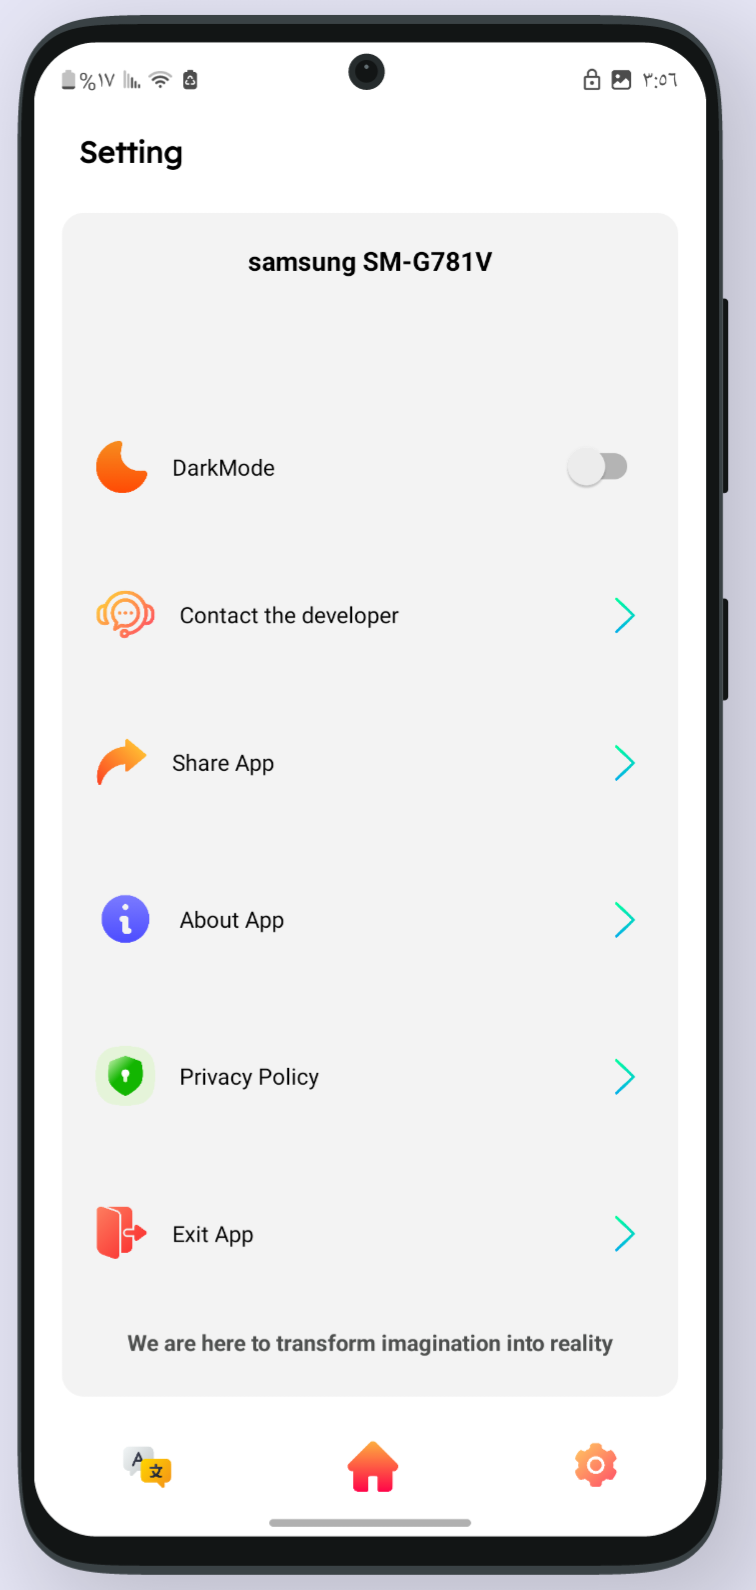 %١٧ ٣:٥٦
Setting
samsung SM-G781V
DarkMode
Contact the developer
Share App
About App
Privacy Policy
Exit App
We are here to transform imagination into reality
A 文